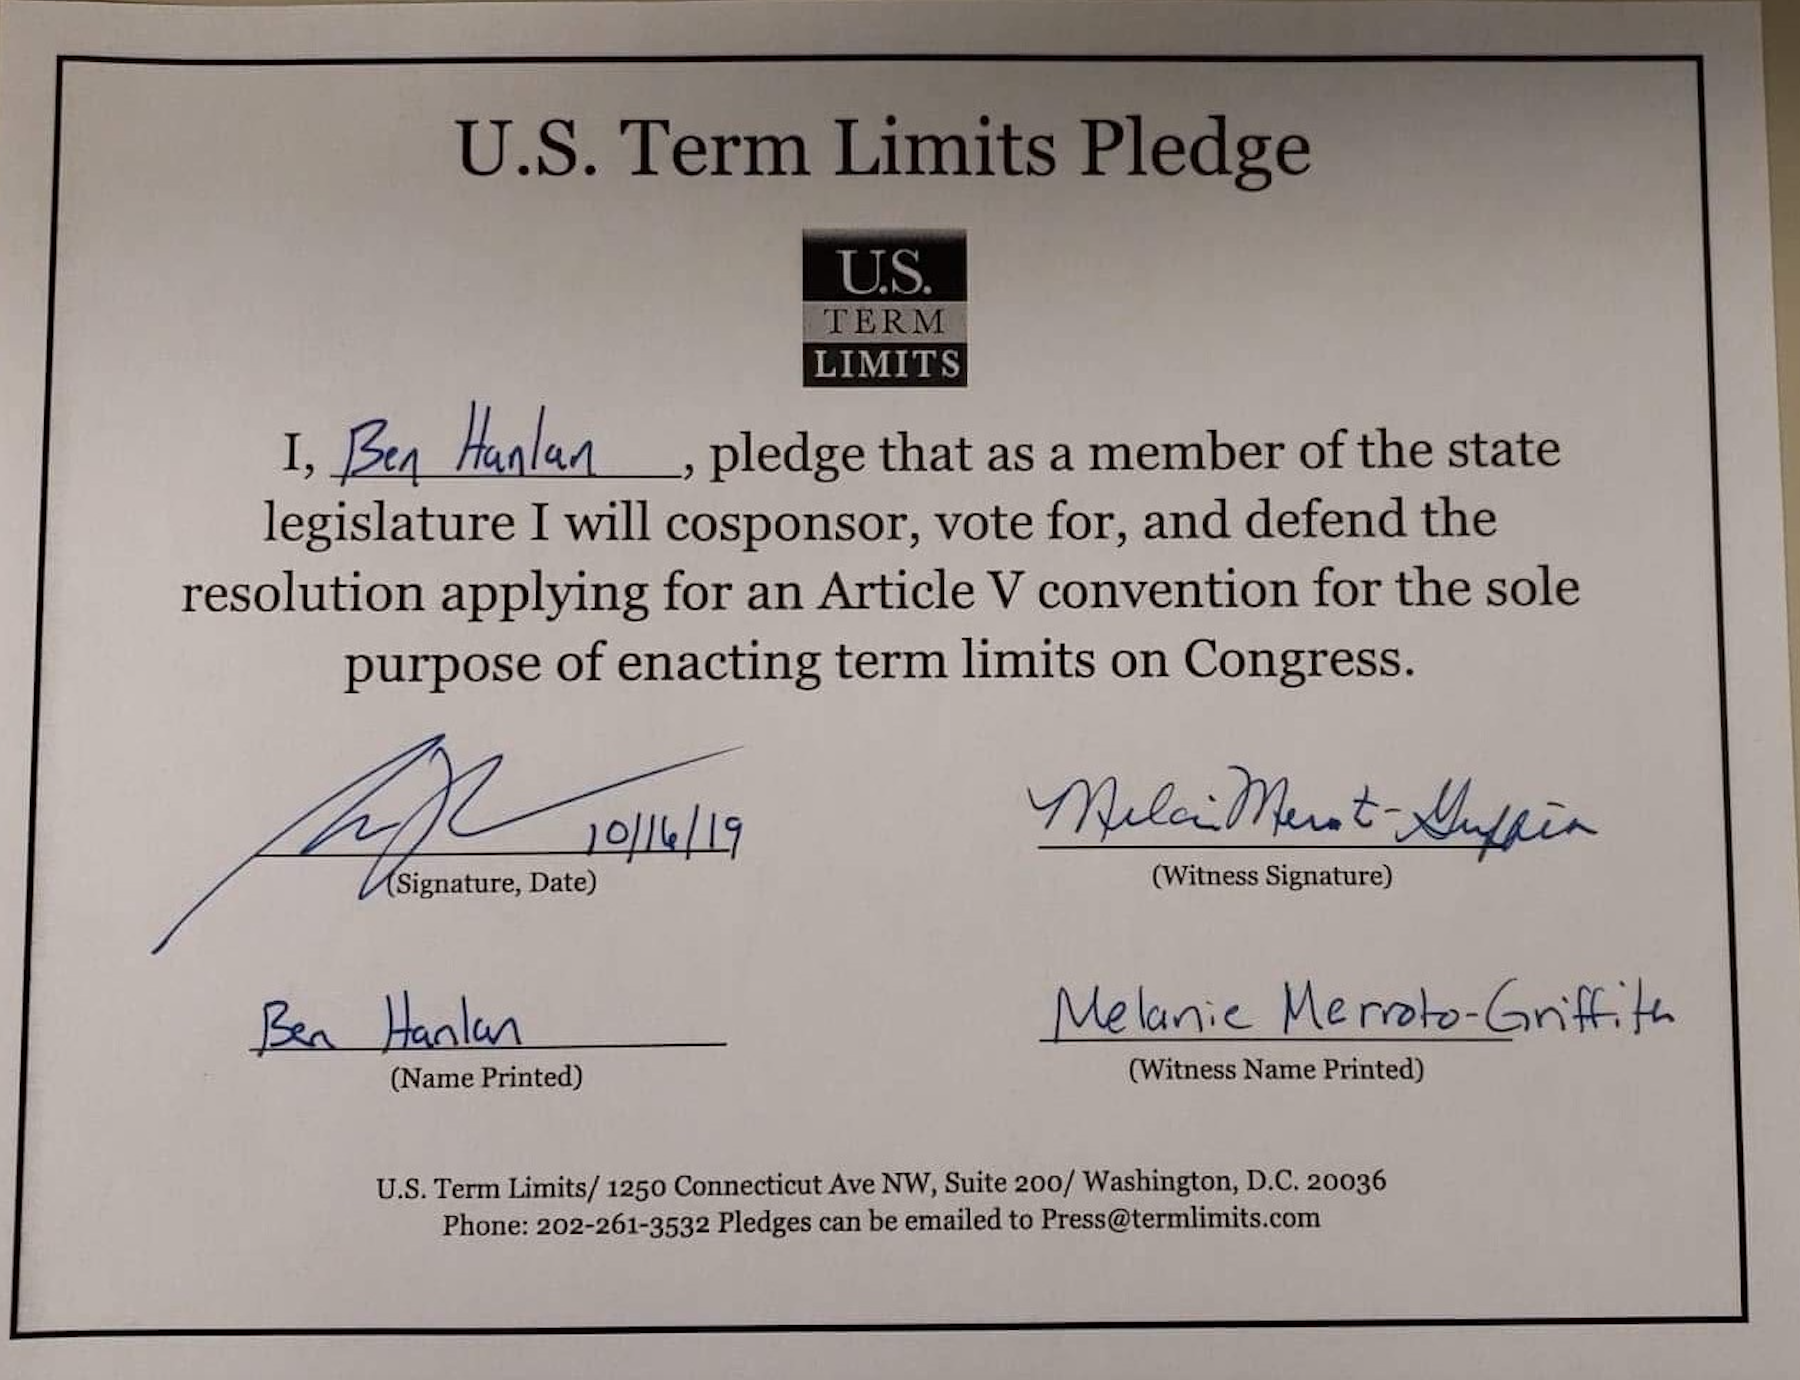 U.S. Term Limits Pledge
U.S.
TERM
LIMITS
I, Ben Hanlan, pledge that as a member of the state
legislature I will cosponsor, vote for, and defend the
resolution applying for an Article V convention for the sole
purpose of enacting term limits on Congress.
10/16/19
(Signature, Date)
(Witness Signature)
Ben Hanlan
(Name Printed)
Melanie Merroto-Griffith
(Witness Name Printed)
U.S. Term Limits/ 1250 Connecticut Ave NW, Suite 200/ Washington, D.C. 20036
Phone: 202-261-3532 Pledges can be emailed to Press@termlimits.com